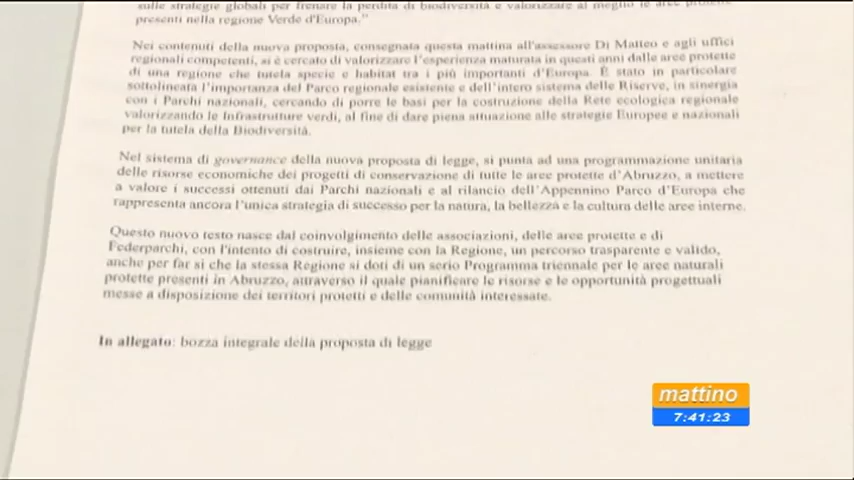 sulle strategie globali per frenare la perdita di biodiversità e valorizzare al meglio le aree protette
presenti nella regione Verde d'Europa."
Nei contenuti della nuova proposta, consegnata questa mattina all'assessore Di Matteo e agli uffici
regionali competenti, si è cercato di valorizzare l'esperienza maturata in questi anni dalle aree protette
di una regione che tutela specie e habitat tra i più importanti d'Europa. È stato in particolare
sottolineata l'importanza del Parco regionale esistente e dell'intero sistema delle Riserve, in sinergia
con i Parchi nazionali, cercando di porre le basi per la costruzione della Rete ecologica regionale
valorizzando le Infrastrutture verdi, al fine di dare piena attuazione alle strategie Europee e nazionali
per la tutela della Biodiversità.
Nel sistema di governance della nuova proposta di legge, si punta ad una programmazione unitaria
delle risorse economiche dei progetti di conservazione di tutte le aree protette d'Abruzzo, a mettere
a valore i successi ottenuti dai Parchi nazionali e al rilancio dell'Appennino Parco d'Europa che
rappresenta ancora l'unica strategia di successo per la natura, la bellezza e la cultura delle aree interne.
Questo nuovo testo nasce dal coinvolgimento delle associazioni, delle aree protette e di
Federparchi, con l'intento di costruire, insieme con la Regione, un percorso trasparente e valido,
anche per far si che la stessa Regione si doti di un serio Programma triennale per le aree naturali
protette presenti in Abruzzo, attraverso il quale pianificare le risorse e le opportunità progettuali
messe a disposizione dei territori protetti e delle comunità interessate.
In allegato: bozza integrale della proposta di legge
mattino
7:41:23